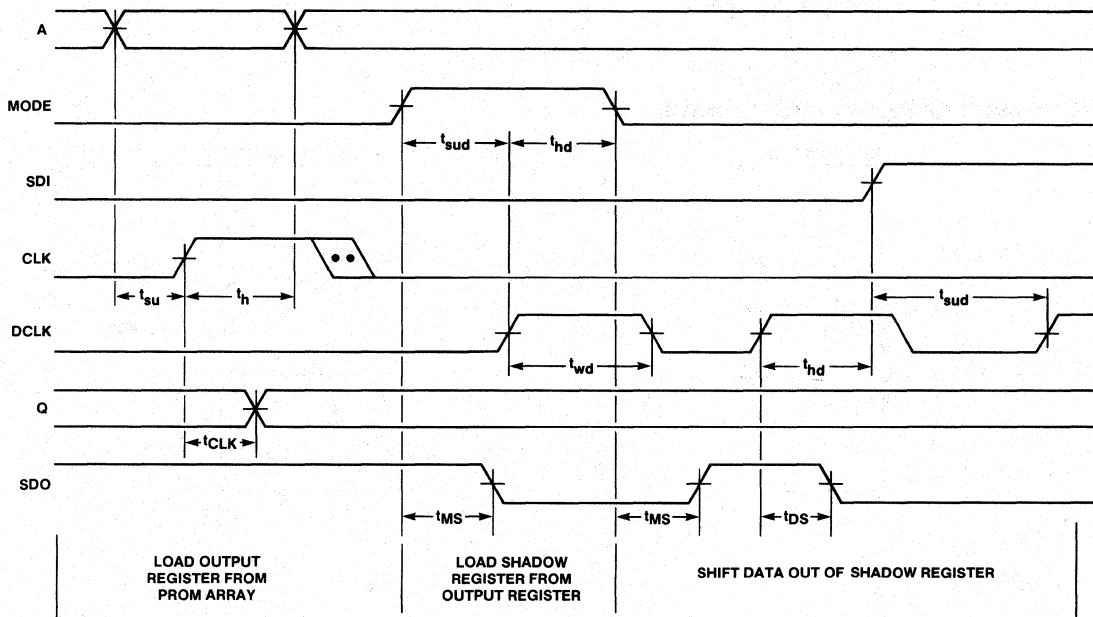 A
MODE
tsud
thd
SDI
CLK
tsu
th
tsud
DCLK
twd
thd
Q
tCLK
SDO
tMS
tMS
tDS
LOAD OUTPUT
REGISTER FROM
PROM ARRAY
LOAD SHADOW
REGISTER FROM
OUTPUT REGISTER
SHIFT DATA OUT OF SHADOW REGISTER